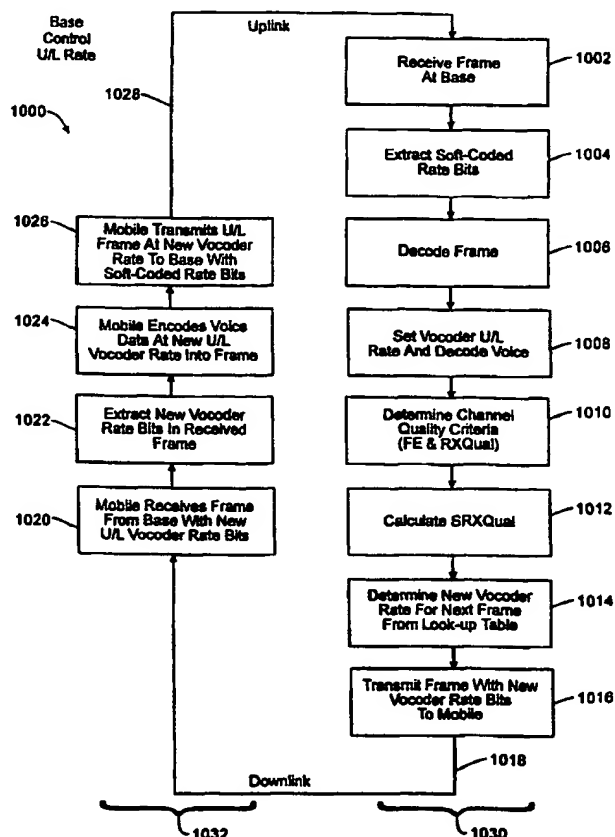 Base
Control
U/L Rate
1000
Uplink
1028
Receive Frame
At Base
1002
Extract Soft-Coded
Rate Bits
1004
Decode Frame
1006
Set Vocoder U/L
Rate And Decode Voice
1008
Determine Channel
Quality Criteria
(FE & RXQual)
1010
Calculate SRXQual
1012
Determine New Vocoder
Rate For Next Frame
From Look-up Table
1014
Transmit Frame With New
Vocoder Rate Bits
To Mobile
1016
1018
Downlink
1026
Mobile Transmits U/L
Frame At New Vocoder
Rate To Base With
Soft-Coded Rate Bits
1024
Mobile Encodes Voice
Data At New U/L
Vocoder Rate Into Frame
1022
Extract New Vocoder
Rate Bits In Received
Frame
1020
Mobile Receives Frame
From Base With New
U/L Vocoder Rate Bits
1032
1030